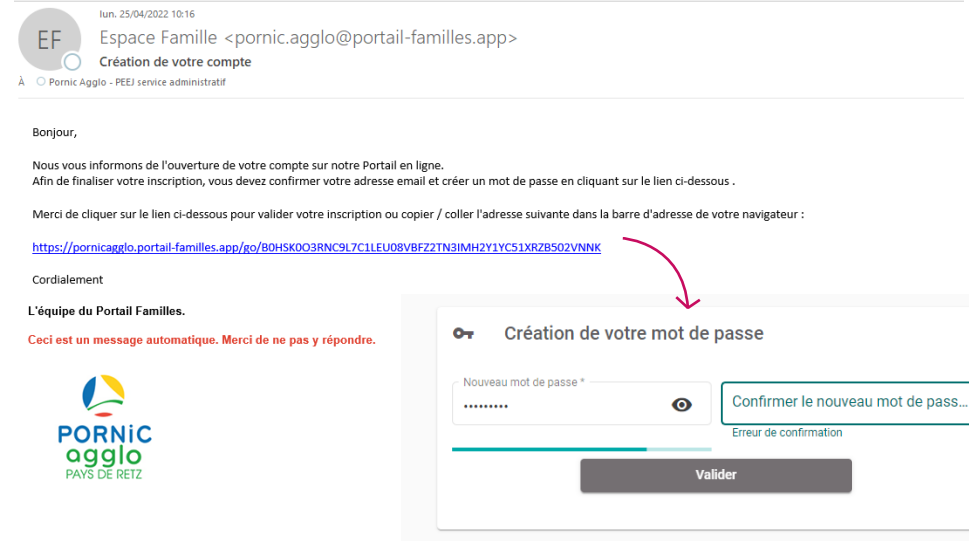 lun. 25/04/2022 10:16
EF
Espace Famille <pornic.agglo@portail-familles.app>
Création de votre compte
À Pornic Agglo - PEEJ service administratif
Bonjour,
Nous vous informons de l'ouverture de votre compte sur notre Portail en ligne.
Afin de finaliser votre inscription, vous devez confirmer votre adresse email et créer un mot de passe en cliquant sur le lien ci-dessous .
Merci de cliquer sur le lien ci-dessous pour valider votre inscription ou copier / coller l'adresse suivante dans la barre d'adresse de votre navigateur :
https://pornicagglo.portail-familles.app/go/B0HSK0O3RNC9L7C1LEU08VBFZ2TN3IMH2Y1YC51XRZB502VNNK
Cordialement
L'équipe du Portail Familles.
Ceci est un message automatique. Merci de ne pas y répondre.
PORNiC
agglo
PAYS DE RETZ
Création de votre mot de passe
Nouveau mot de passe *
•••••••••
Confirmer le nouveau mot de pass...
Erreur de confirmation
Valider